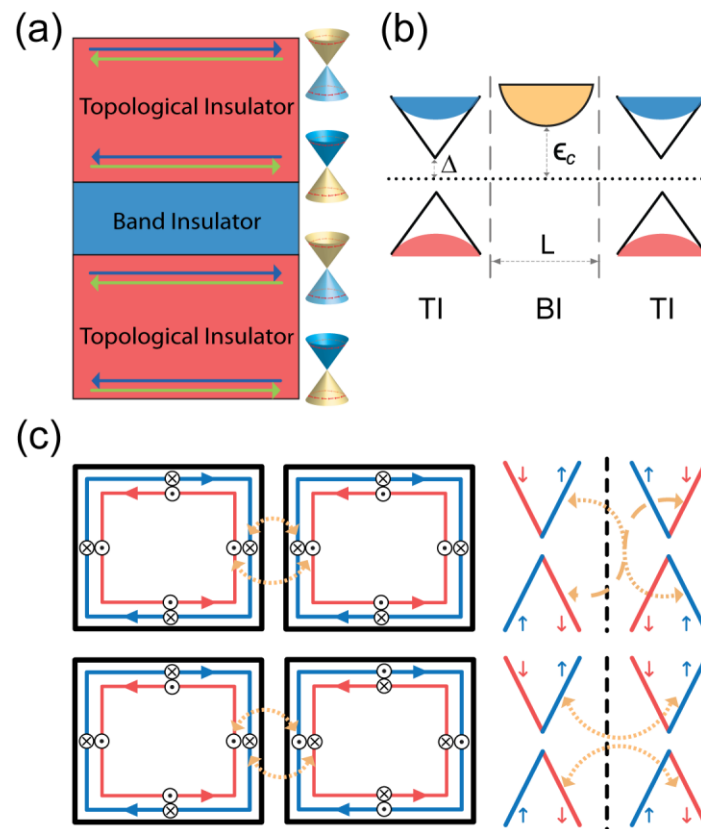 (a)
Topological Insulator
Band Insulator
Topological Insulator
(b)
Δ
ϵc
L
TI BI TI
(c)
↓ ↑ ↑ ↓
↑ ↓ ↑ ↓
↓ ↑ ↓ ↑
↑ ↓ ↑ ↓